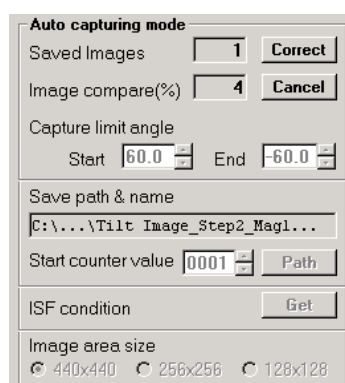 Auto capturing mode
Saved Images 1 Correct
Image compare(%) 4 Cancel
Capture limit angle
Start 60.0 End -60.0
Save path & name
C:\...\Tilt Image_Step2_Magl...
Start counter value 0001 Path
ISF condition Get
Image area size
440x440 256x256 128x128